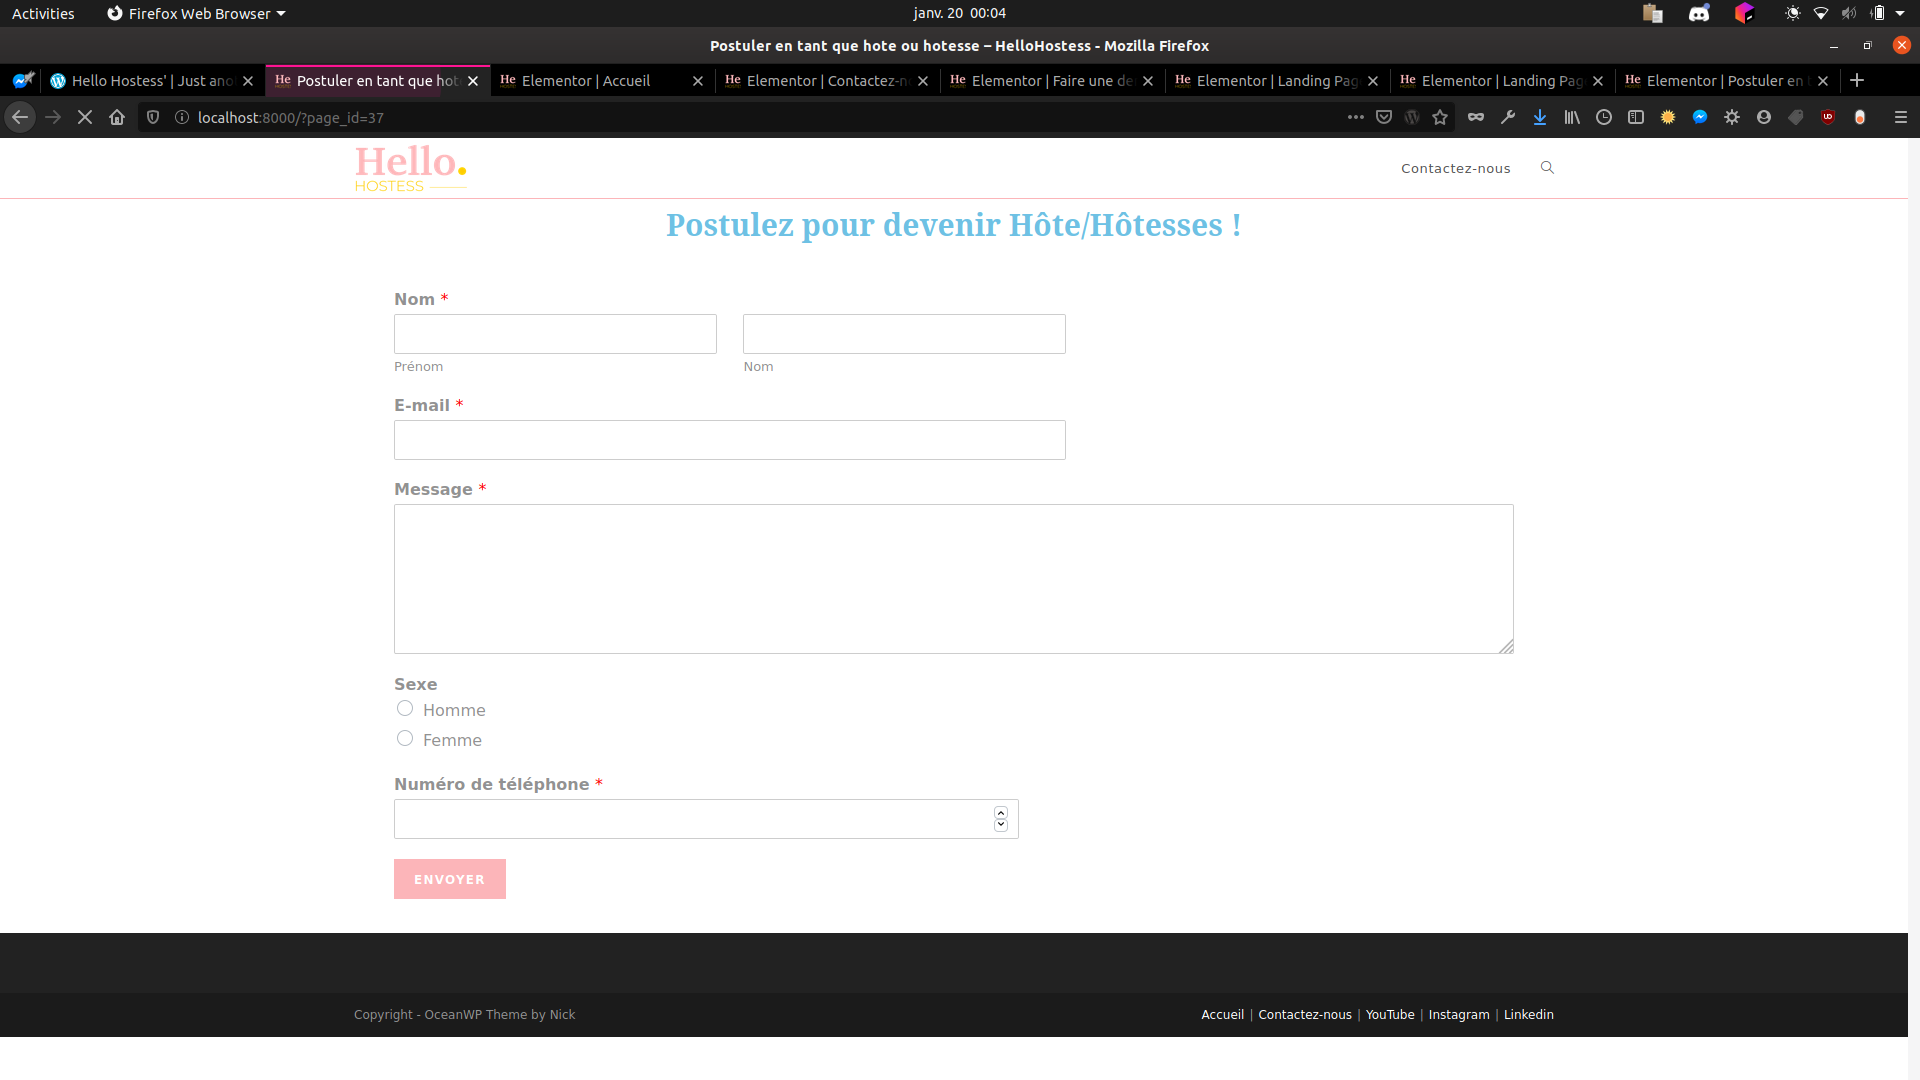 Activities
Firefox Web Browser
janv. 20 00:04
Postuler en tant que hote ou hotesse – HelloHostess - Mozilla Firefox
Hello Hostess' | Just ano
He Postuler en tant que hot
He Elementor | Accueil
He Elementor | Contactez-n
He Elementor | Faire une de
He Elementor | Landing Pag
He Elementor | Landing Pag
He Elementor | Postuler en
localhost:8000/?page_id=37
Hello.
HOSTESS
Contactez-nous
Postulez pour devenir Hôte/Hôtesses !
Nom *
Prénom
Nom
E-mail *
Message *
Sexe
Homme
Femme
Numéro de téléphone *
ENVOYER
Copyright - OceanWP Theme by Nick
Accueil | Contactez-nous | YouTube | Instagram | Linkedin